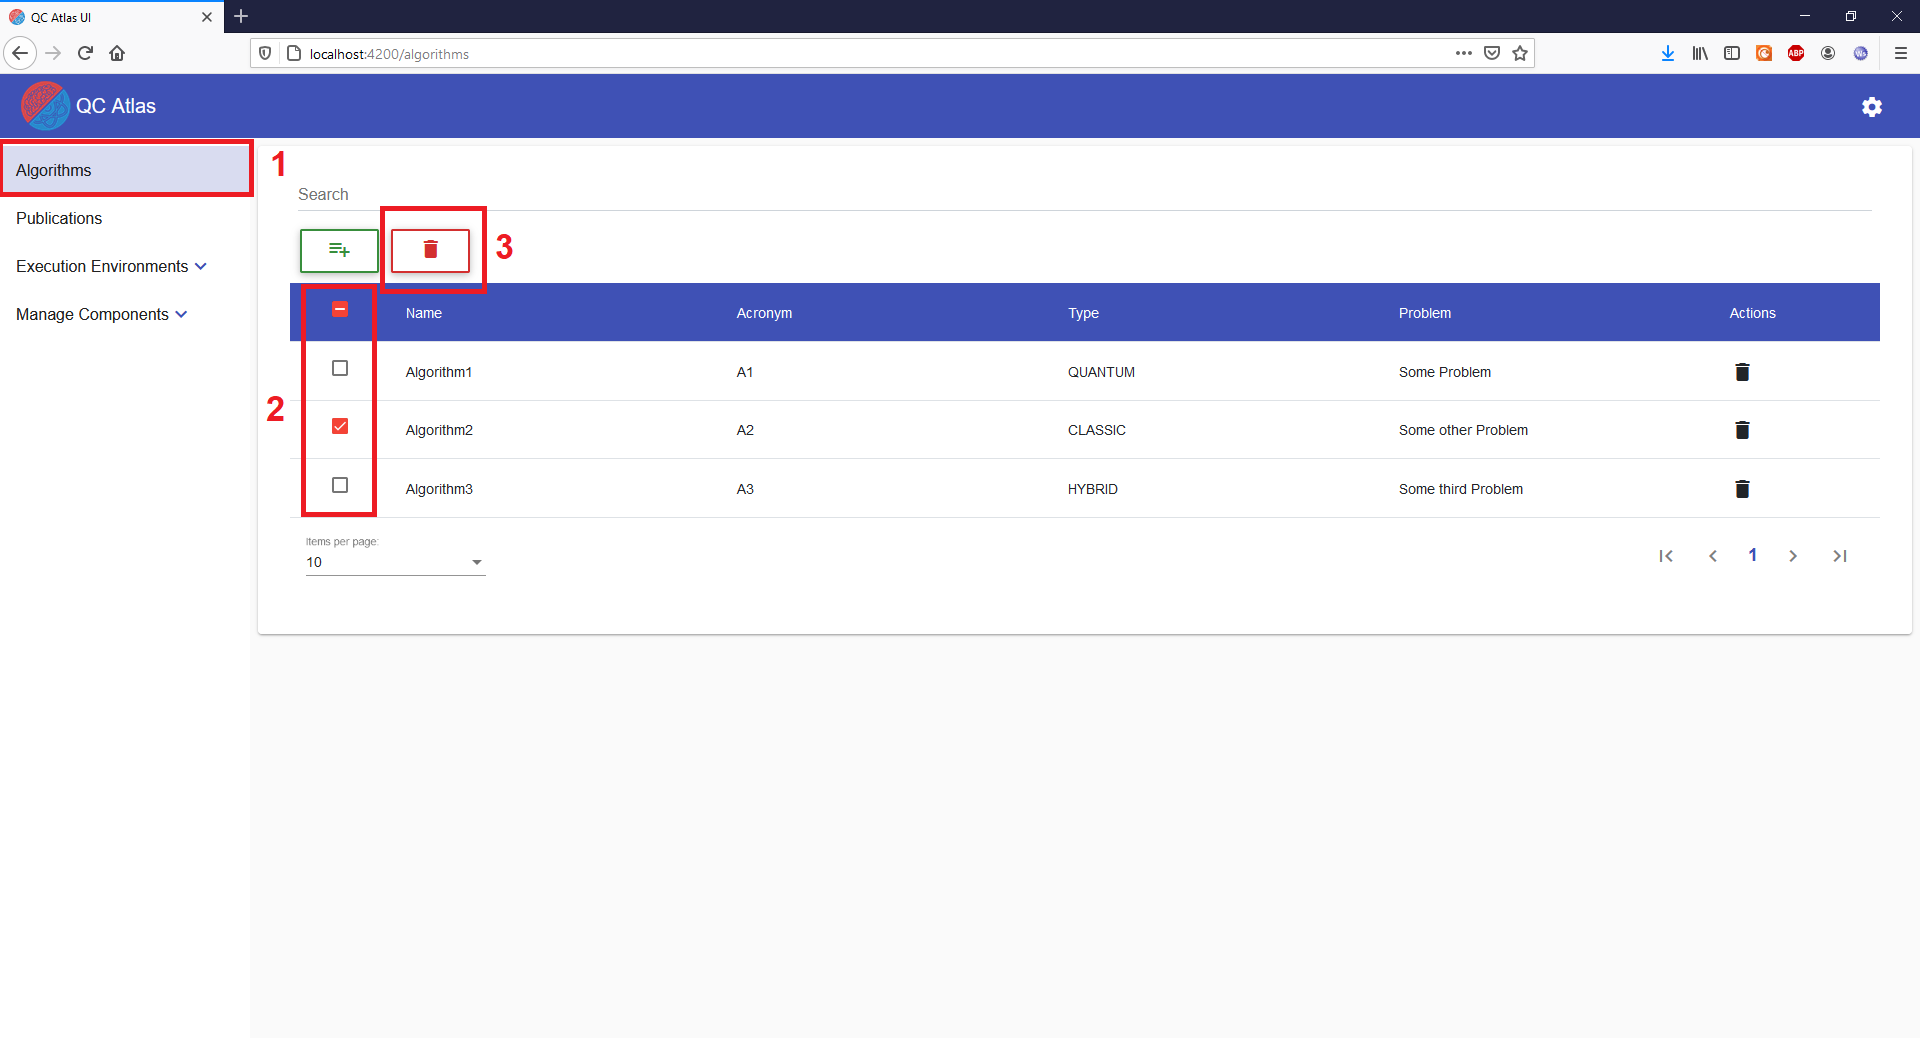 QC Atlas UI
localhost:4200/algorithms
ABP
QC Atlas
Algorithms
1
Search
Publications
3
Execution Environments
Manage Components
Name Acronym Type Problem Actions
Algorithm1 A1 QUANTUM Some Problem
2
Algorithm2 A2 CLASSIC Some other Problem
Algorithm3 A3 HYBRID Some third Problem
Items per page:
10
1